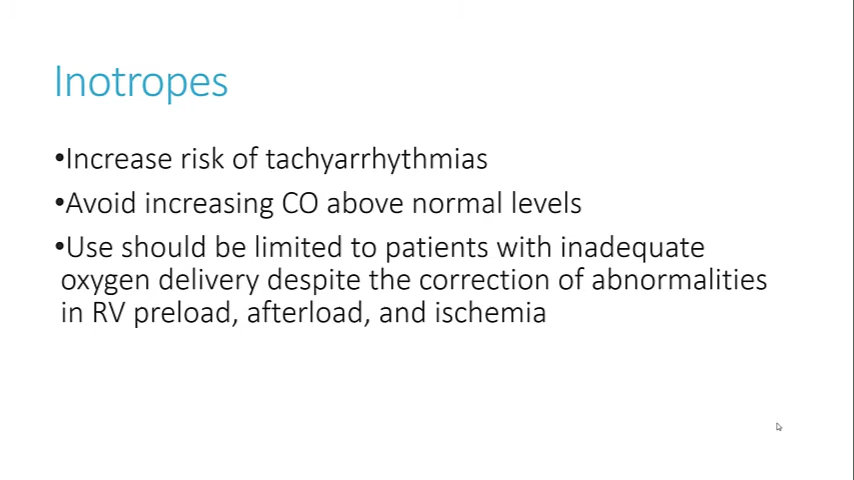 Inotropes
•Increase risk of tachyarrhythmias
•Avoid increasing CO above normal levels
•Use should be limited to patients with inadequate
oxygen delivery despite the correction of abnormalities
in RV preload, afterload, and ischemia